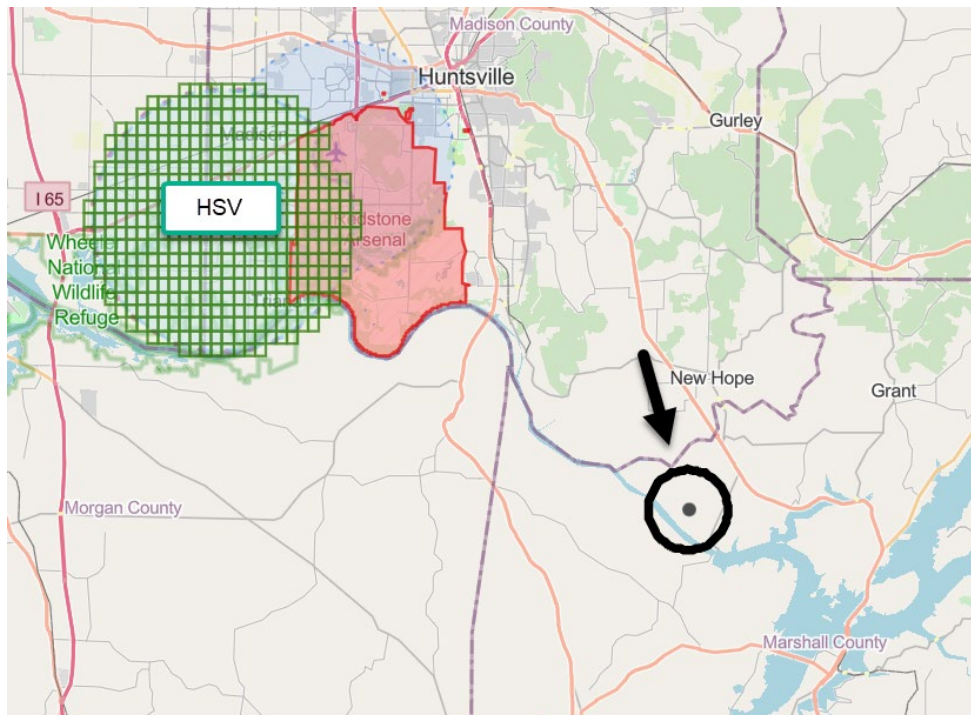 Madison County
Huntsville
Gurley
Madison
I 65
HSV
Redstone
Arsenal
Wheeler
National
Wildlife
Refuge
New Hope
Grant
Morgan County
Marshall County